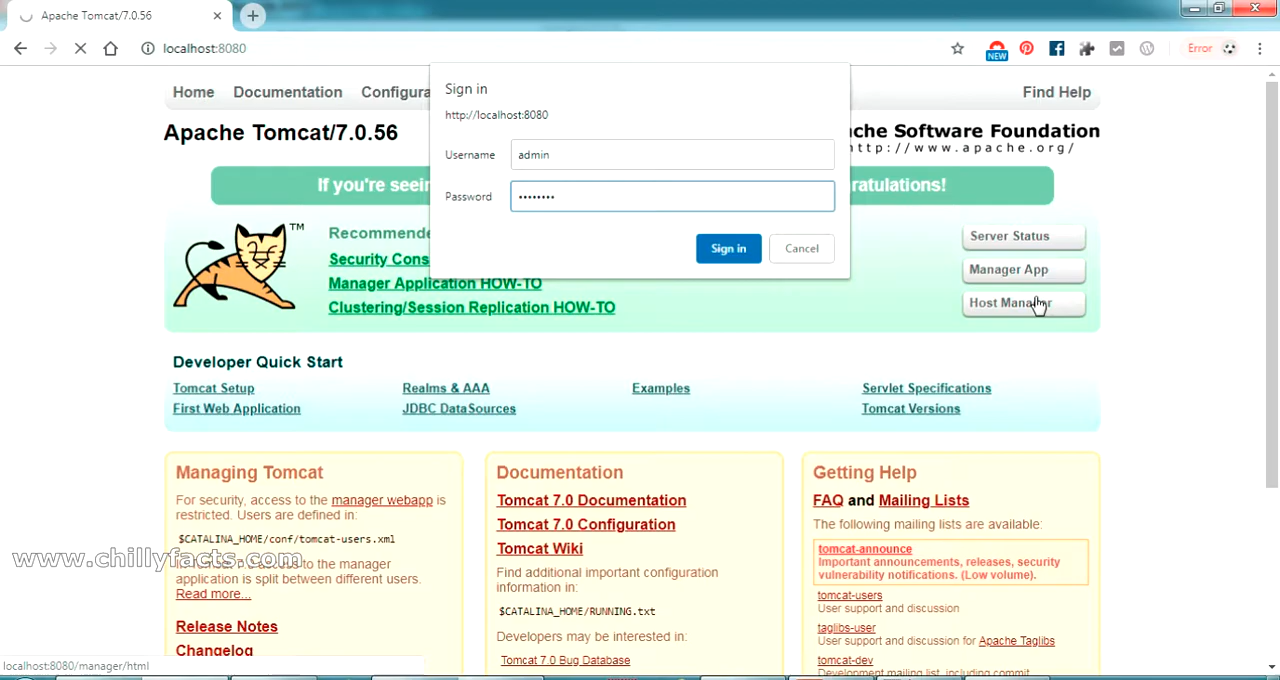 Apache Tomcat/7.0.56
localhost:8080
NEW
Error
Home Documentation Configura Find Help
Sign in
http://localhost:8080
Username admin
Password ••••••••
Sign in Cancel
Apache Tomcat/7.0.56
che Software Foundation
http://www.apache.org/
If you're seei ratulations!
TM
Recommende
Security Cons
Manager Application HOW-TO
Clustering/Session Replication HOW-TO
Server Status
Manager App
Host Manager
Developer Quick Start
Tomcat Setup Realms & AAA Examples Servlet Specifications
First Web Application JDBC DataSources Tomcat Versions
Managing Tomcat
For security, access to the manager webapp is
restricted. Users are defined in:
$CATALINA_HOME/conf/tomcat-users.xml
www.chillyfacts.com
access to the manager
application is split between different users.
Read more...
Release Notes
Changelog
Documentation
Tomcat 7.0 Documentation
Tomcat 7.0 Configuration
Tomcat Wiki
Find additional important configuration
information in:
$CATALINA_HOME/RUNNING.txt
Developers may be interested in:
Tomcat 7.0 Bug Database
Getting Help
FAQ and Mailing Lists
The following mailing lists are available:
tomcat-announce
Important announcements, releases, security
vulnerability notifications. (Low volume).
tomcat-users
User support and discussion
taglibs-user
User support and discussion for Apache Taglibs
tomcat-dev
Development mailing list, including commit
localhost:8080/manager/html